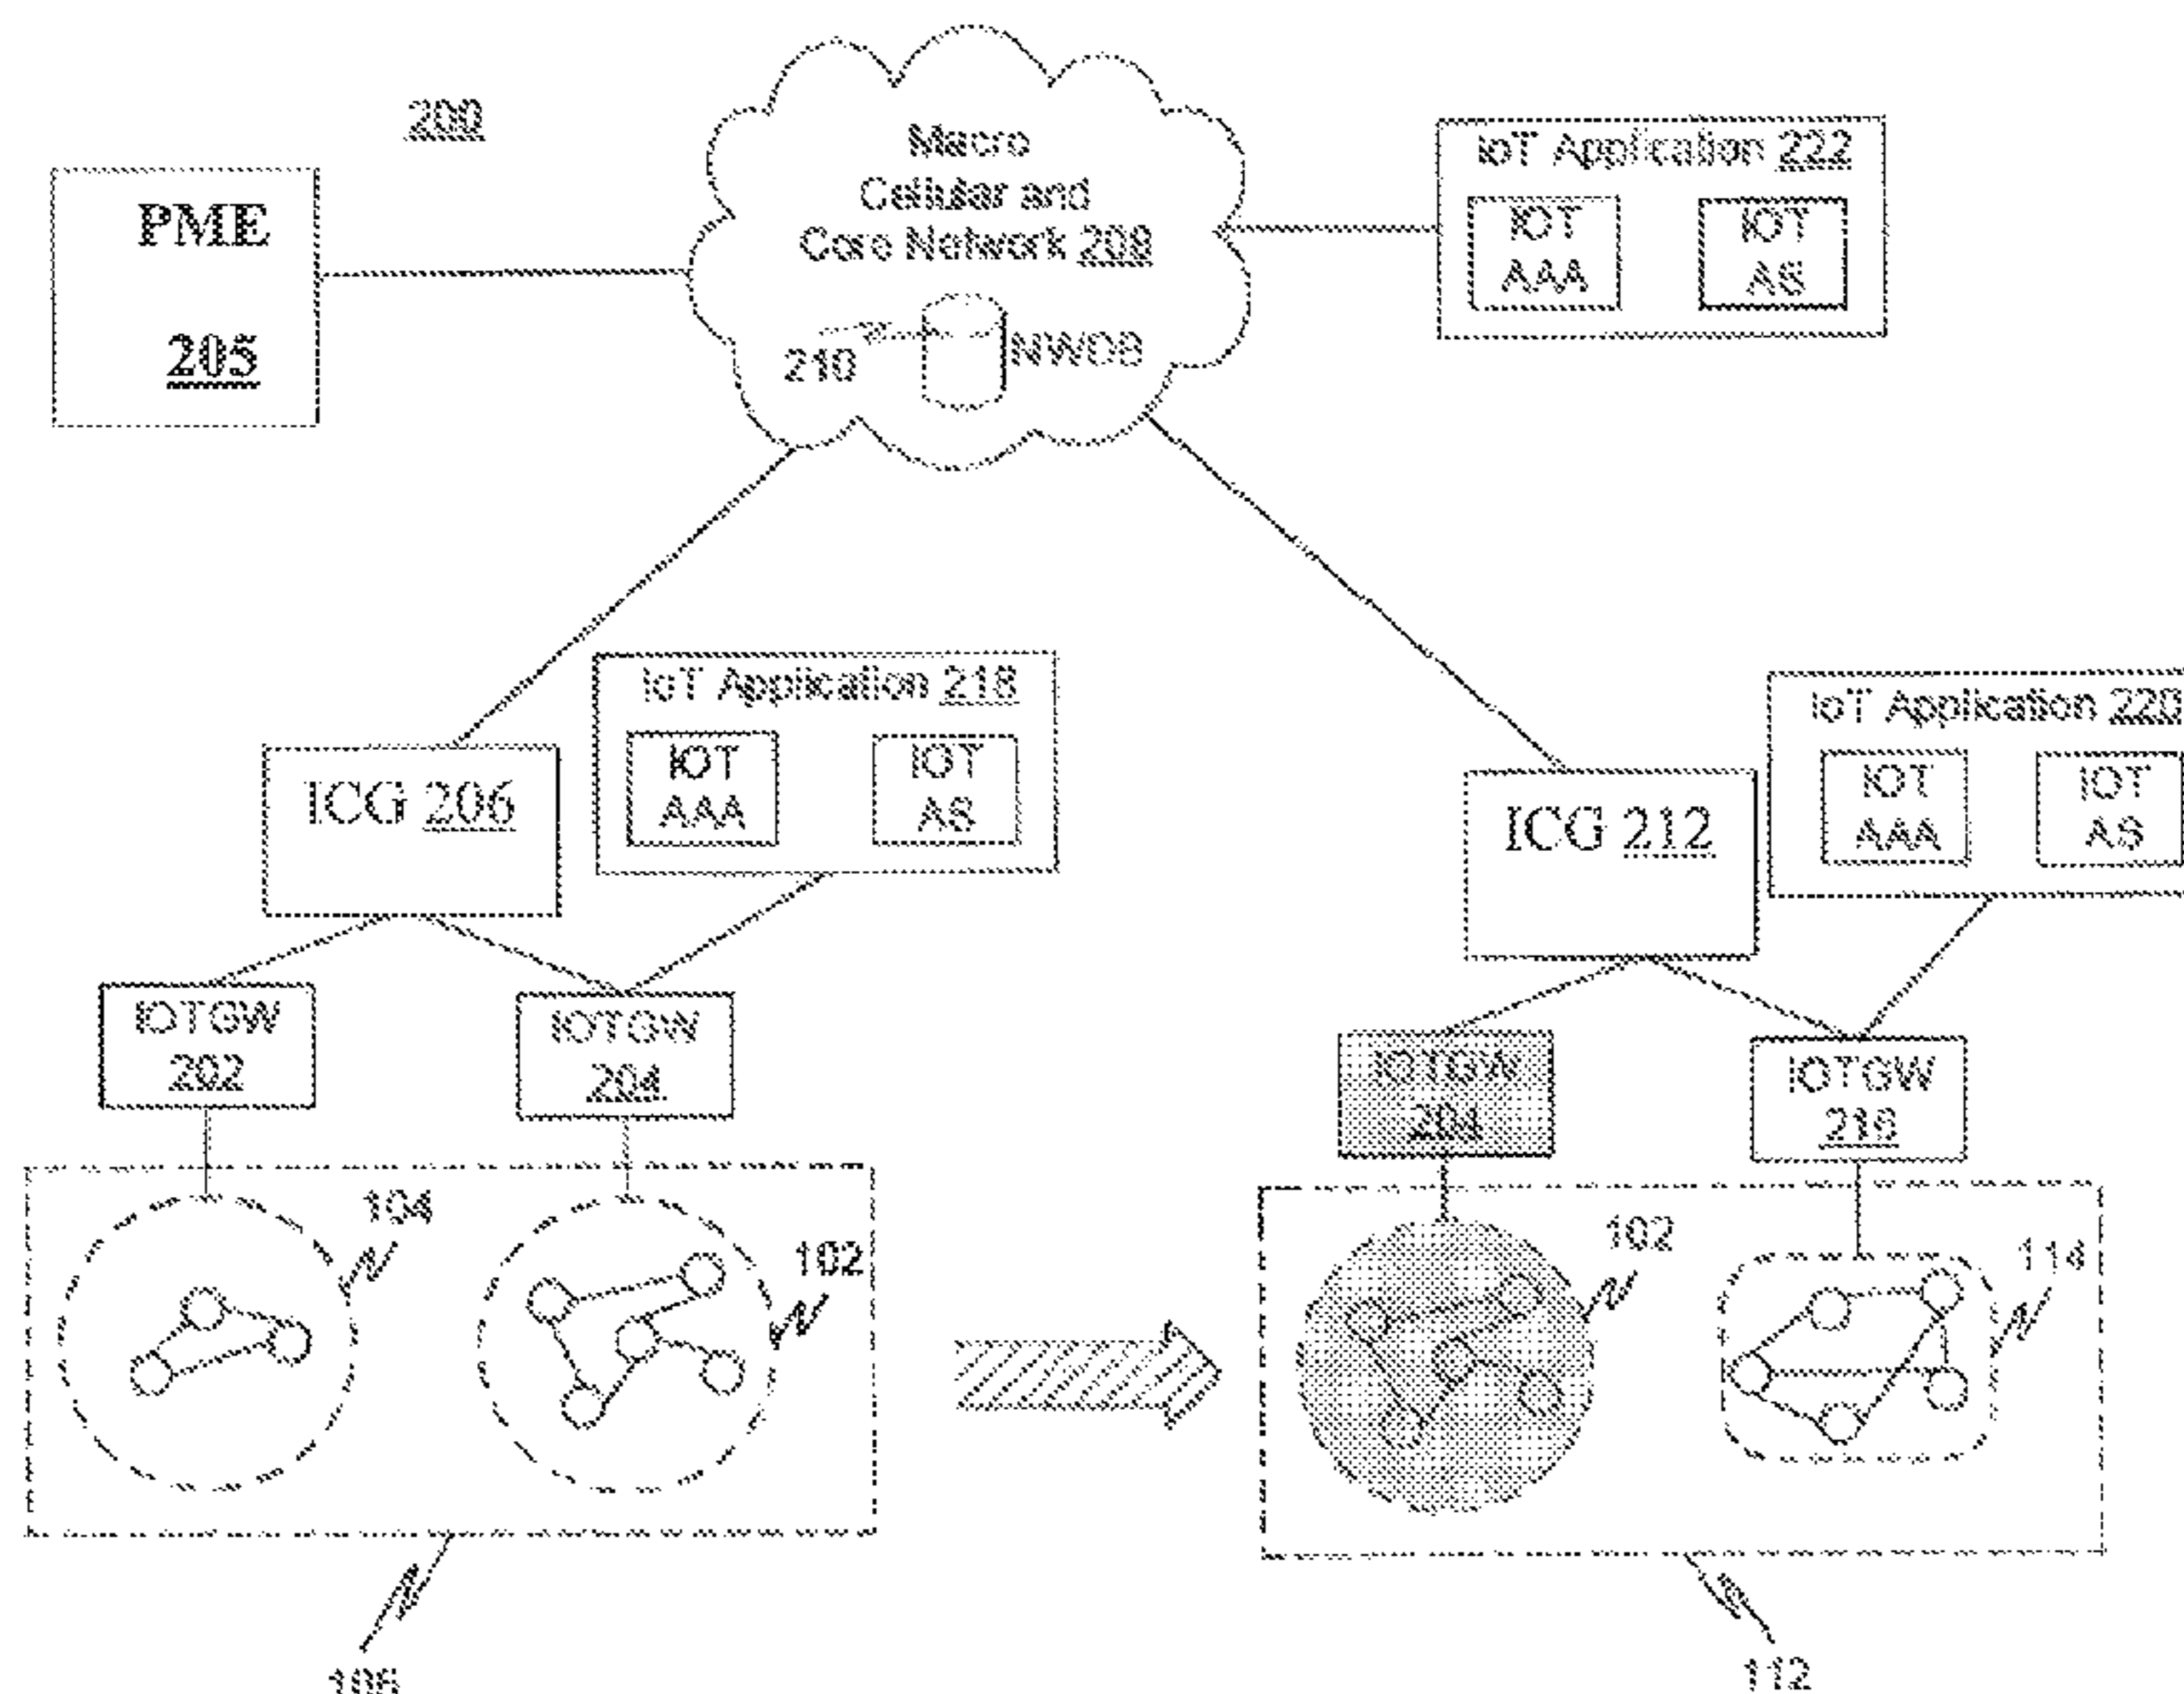 200
PME
205
Macro
Cellular and
Core Network 209
210
NWDB
IoT Application 222
IOT
AAA
IOT
AS
ICG 206
IoT Application 218
IOT
AAA
IOT
AS
ICG 212
IoT Application 220
IOT
AAA
IOT
AS
IOTGW
202
IOTGW
204
IOTGW
204
IOTGW
216
104
102
102
114
112